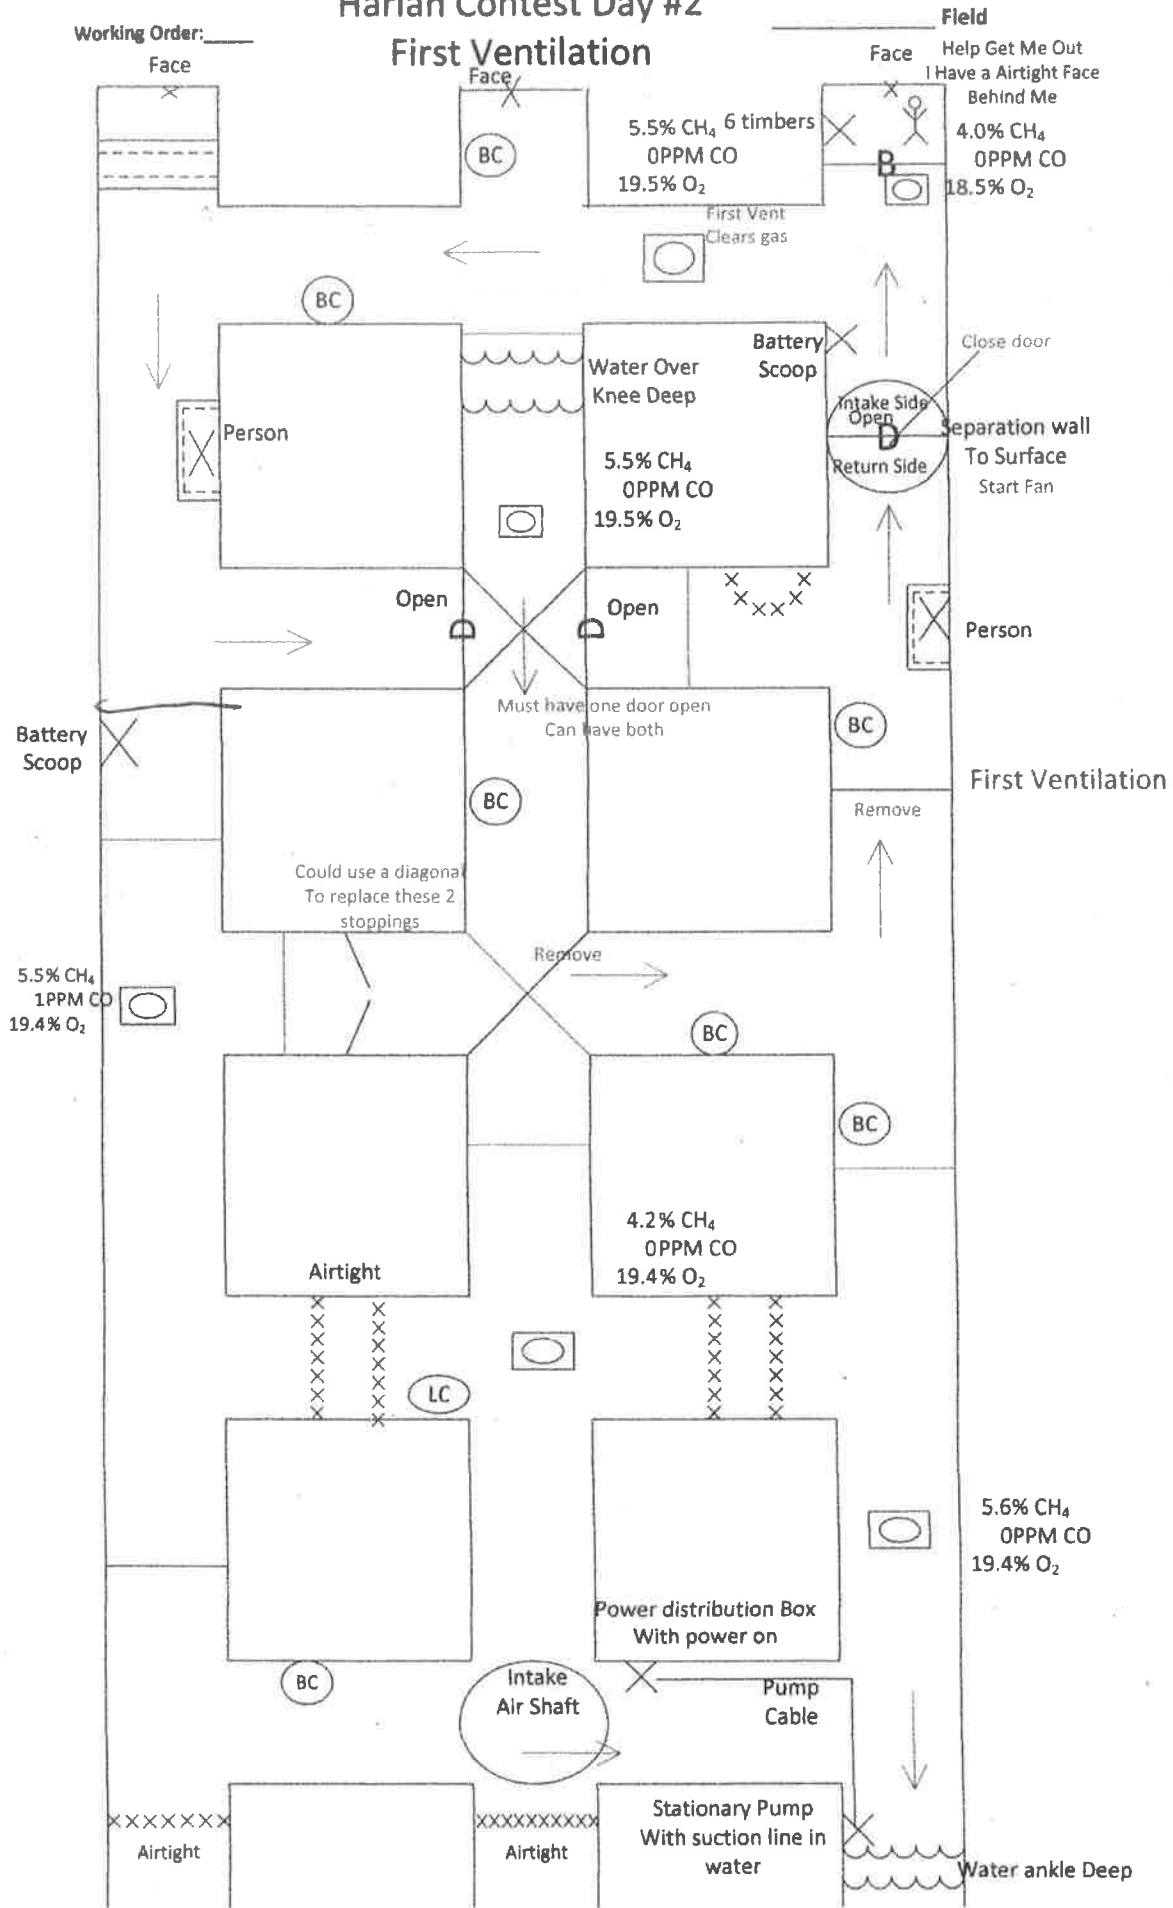 Harlan Contest Day #2
Working Order:_____
Field
First Ventilation
Face
Face
Face
Help Get Me Out
I Have a Airtight Face
Behind Me
5.5% CH₄
0PPM CO
19.5% O₂
6 timbers
4.0% CH₄
0PPM CO
18.5% O₂
BC
B
First Vent
Clears gas
BC
Battery
Scoop
Close door
Water Over
Knee Deep
Intake Side
Open
D
Return Side
Separation wall
To Surface
Start Fan
Person
5.5% CH₄
0PPM CO
19.5% O₂
Open
D
D
Open
Person
Must have one door open
Can have both
Battery
Scoop
BC
BC
First Ventilation
Remove
Could use a diagonal
To replace these 2
stoppings
Remove
5.5% CH₄
1PPM CO
19.4% O₂
BC
BC
4.2% CH₄
0PPM CO
19.4% O₂
Airtight
LC
5.6% CH₄
0PPM CO
19.4% O₂
Power distribution Box
With power on
BC
Intake
Air Shaft
Pump
Cable
Stationary Pump
With suction line in
water
Airtight
Airtight
Water ankle Deep